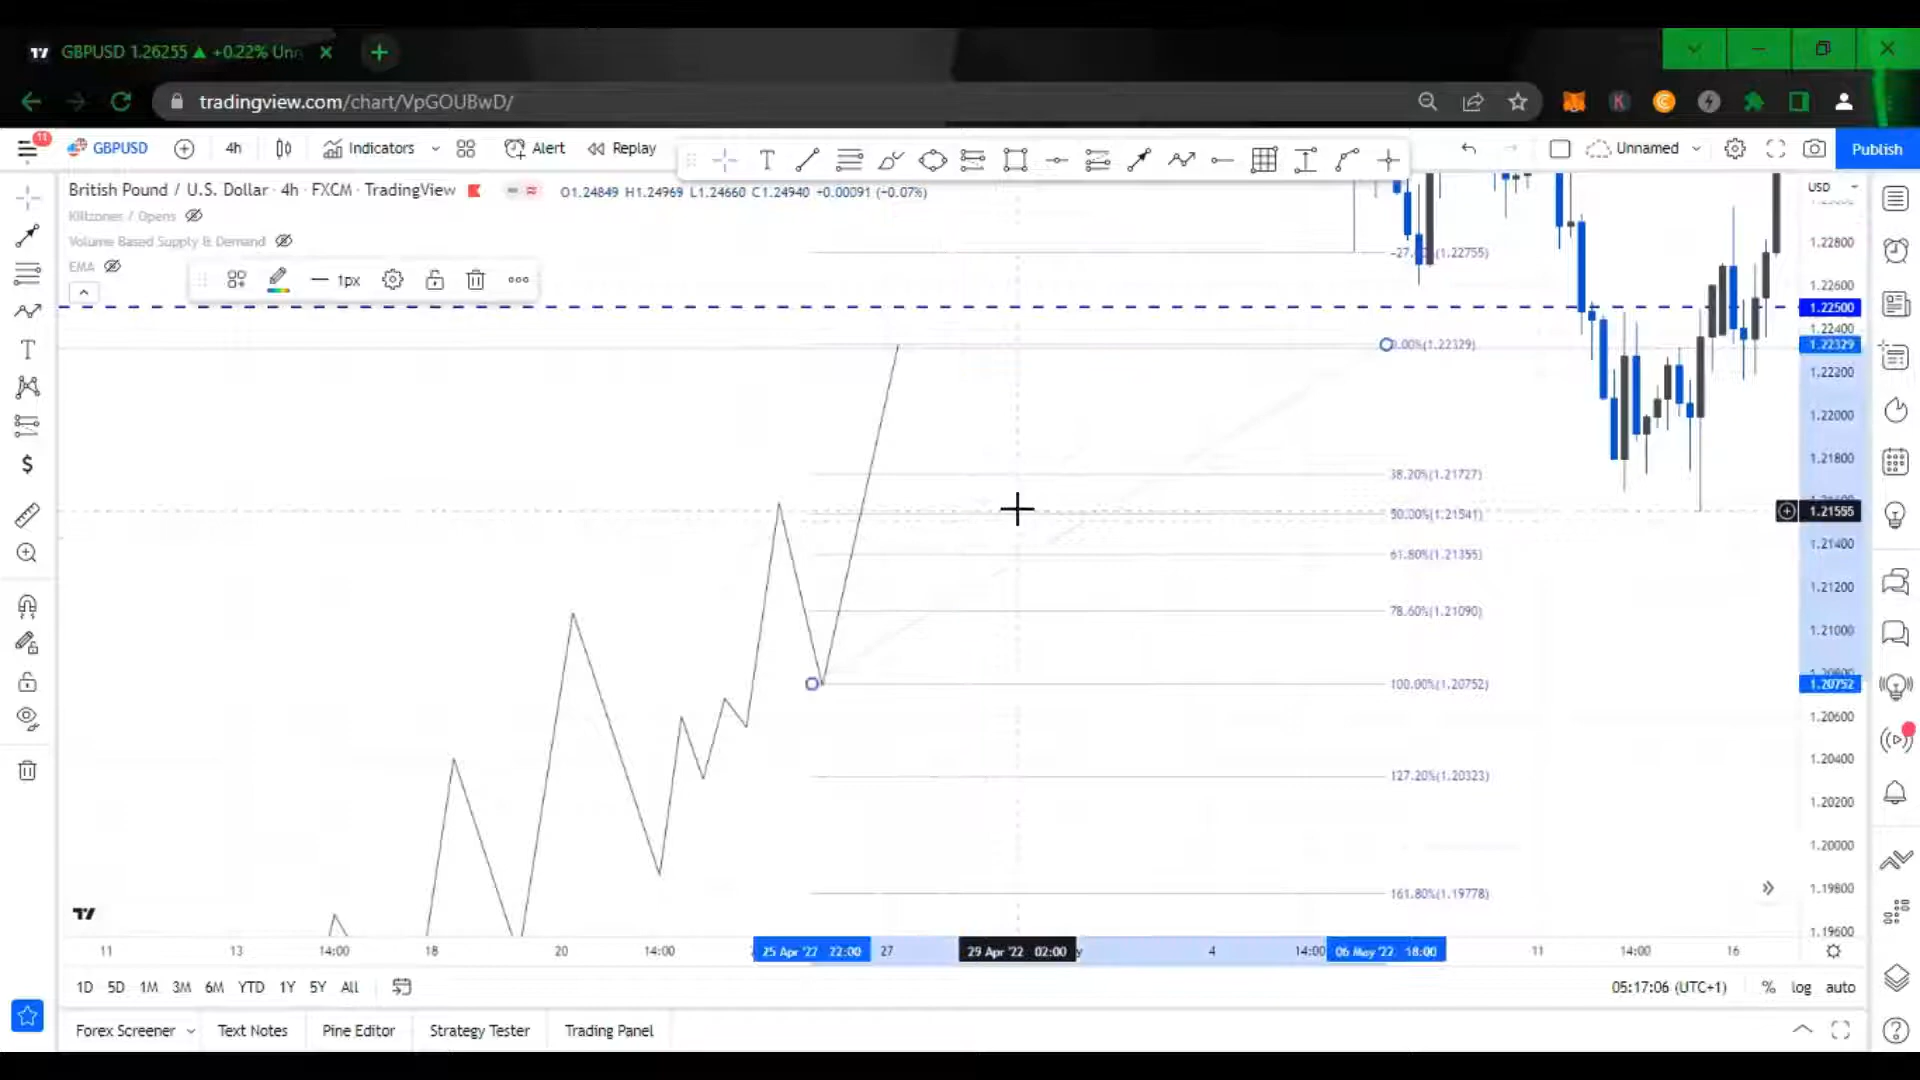 GBPUSD 1.26255 ▲ +0.22% Unn
tradingview.com/chart/VpGOUBwD/
11
GBPUSD
4h
Indicators
Alert
Replay
Unnamed
Publish
British Pound / U.S. Dollar · 4h · FXCM · TradingView
O1.24849 H1.24969 L1.24660 C1.24940 +0.00091 (−0.07%)
USD
Killzones / Opens
Volume Based Supply & Demand
EMA
1px
(1.22755)
1.22800
1.22600
1.22500
1.22400
.00%(1.22329)
1.22329
1.22200
1.22000
38.20%(1.21727)
1.21800
50.00%(1.21541)
1.21555
61.80%(1.21355)
1.21400
78.60%(1.21090)
1.21200
1.21000
100.00%(1.20752)
1.20752
1.20600
127.20%(1.20323)
1.20400
1.20200
1.20000
161.80%(1.19778)
1.19800
1.19600
11
13
14:00
18
20
14:00
25 Apr '22 22:00
27
29 Apr '22 02:00
4
14:00
06 May '22 18:00
11
14:00
16
1D 5D 1M 3M 6M YTD 1Y 5Y All
05:17:06 (UTC+1)
% log auto
Forex Screener
Text Notes
Pine Editor
Strategy Tester
Trading Panel